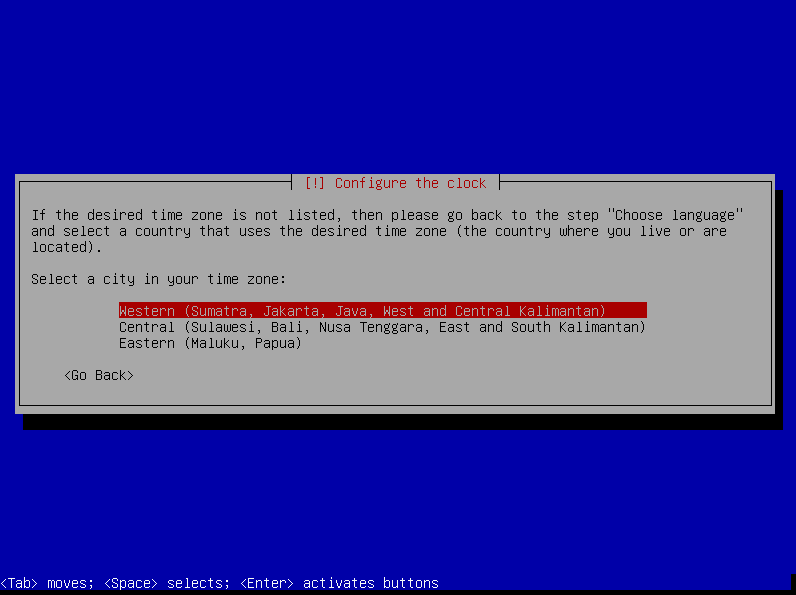 [!] Configure the clock
If the desired time zone is not listed, then please go back to the step "Choose language"
and select a country that uses the desired time zone (the country where you live or are
located).
Select a city in your time zone:
Western (Sumatra, Jakarta, Java, West and Central Kalimantan)
Central (Sulawesi, Bali, Nusa Tenggara, East and South Kalimantan)
Eastern (Maluku, Papua)
<Go Back>
<Tab> moves; <Space> selects; <Enter> activates buttons